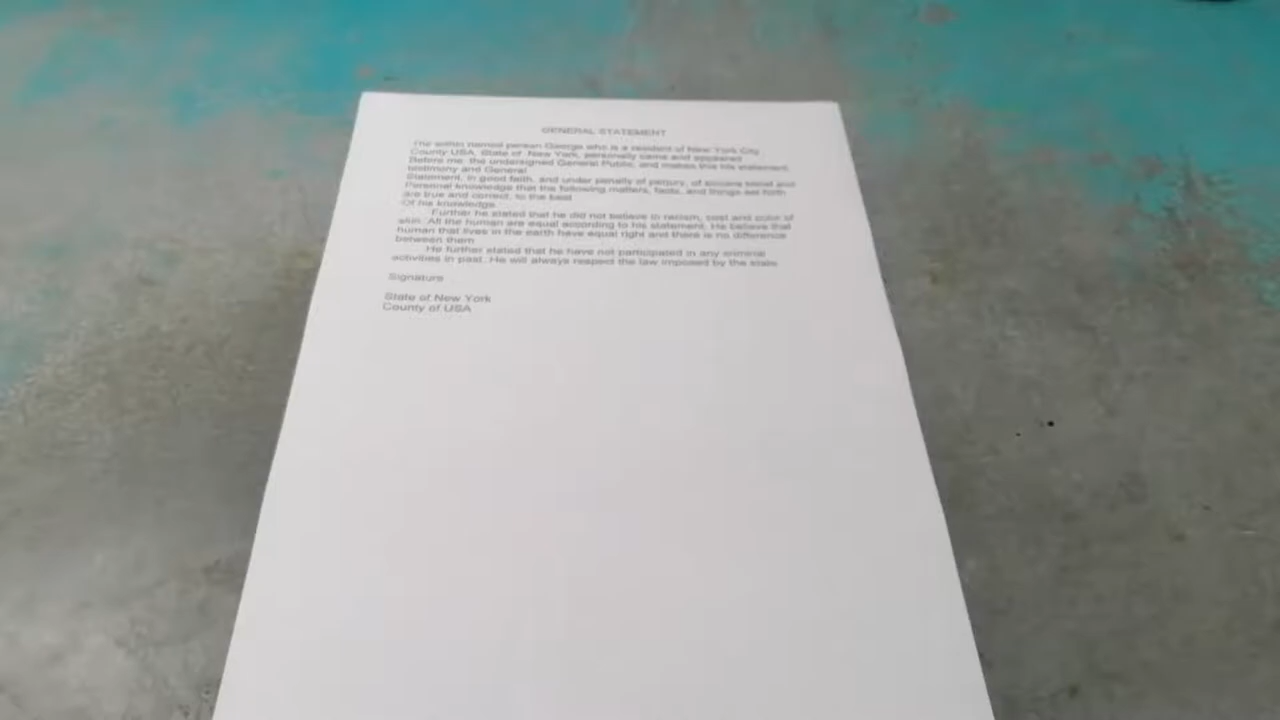 GENERAL STATEMENT
The within named person George who is a resident of New York City
County USA, State of New York, personally came and appeared
Before me, the undersigned General Public, and makes this his statement,
testimony and General
Statement, in good faith, and under penalty of perjury, of sincere belief and
Personal knowledge that the following matters, facts, and things set forth
are true and correct, to the best
Of his knowledge.
Further he stated that he did not believe in racism, cast and color of
skin. All the human are equal according to his statement. He believe that
human that lives in the earth have equal right and there is no difference
between them
He further stated that he have not participated in any criminal
activities in past. He will always respect the law imposed by the state
Signature
State of New York
County of USA